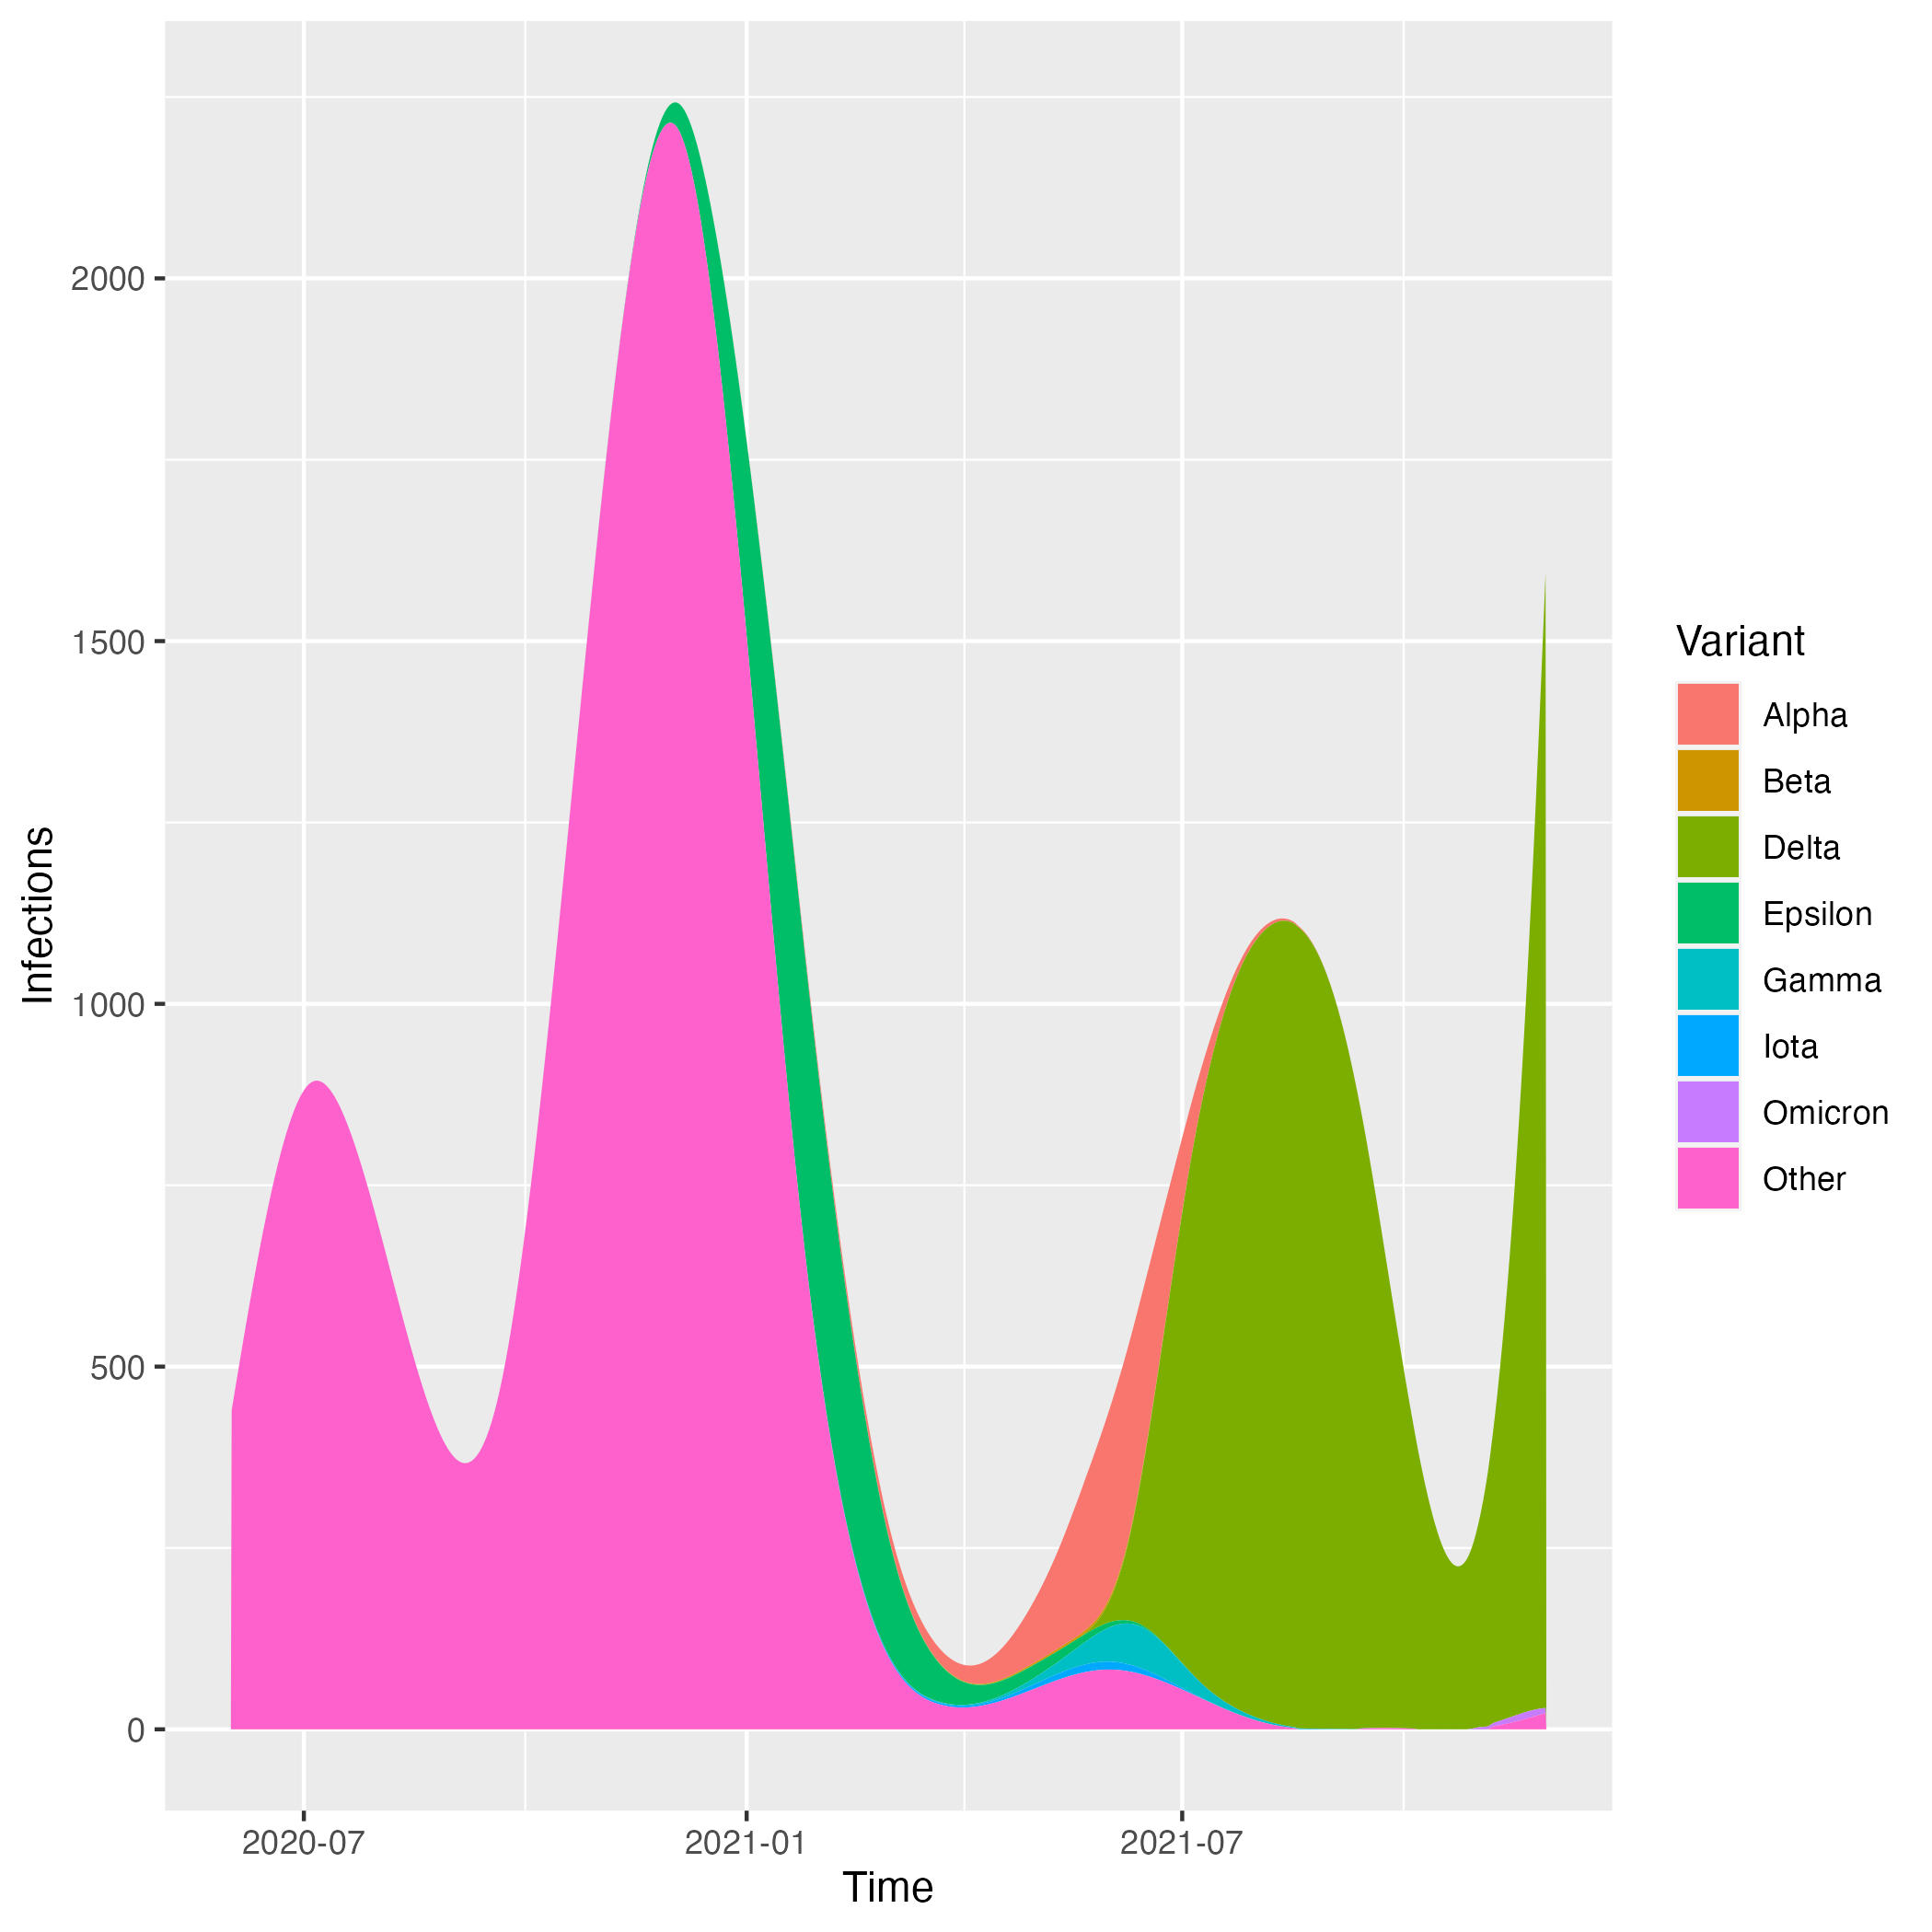 Infections
2000
1500
1000
500
0
2020-07
2021-01
2021-07
Time
Variant
Alpha
Beta
Delta
Epsilon
Gamma
Iota
Omicron
Other